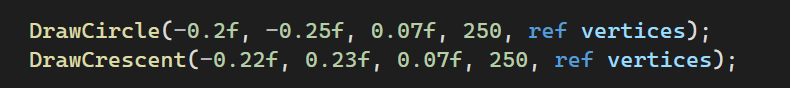 DrawCircle(-0.2f, -0.25f, 0.07f, 250, ref vertices);
DrawCrescent(-0.22f, 0.23f, 0.07f, 250, ref vertices);